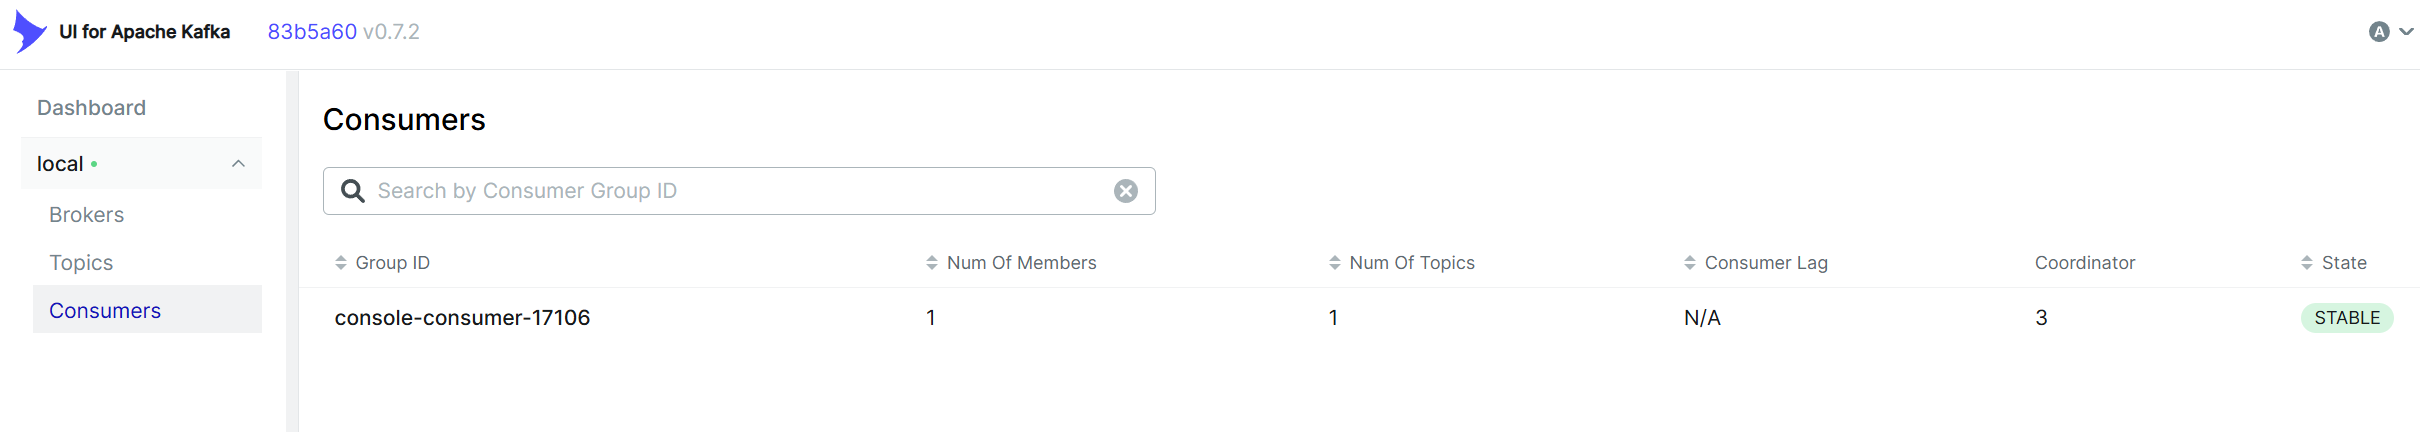 UI for Apache Kafka 83b5a60 v0.7.2 A
Dashboard
local
Brokers
Topics
Consumers
Consumers
Search by Consumer Group ID
Group ID Num Of Members Num Of Topics Consumer Lag Coordinator State
console-consumer-17106 1 1 N/A 3 STABLE